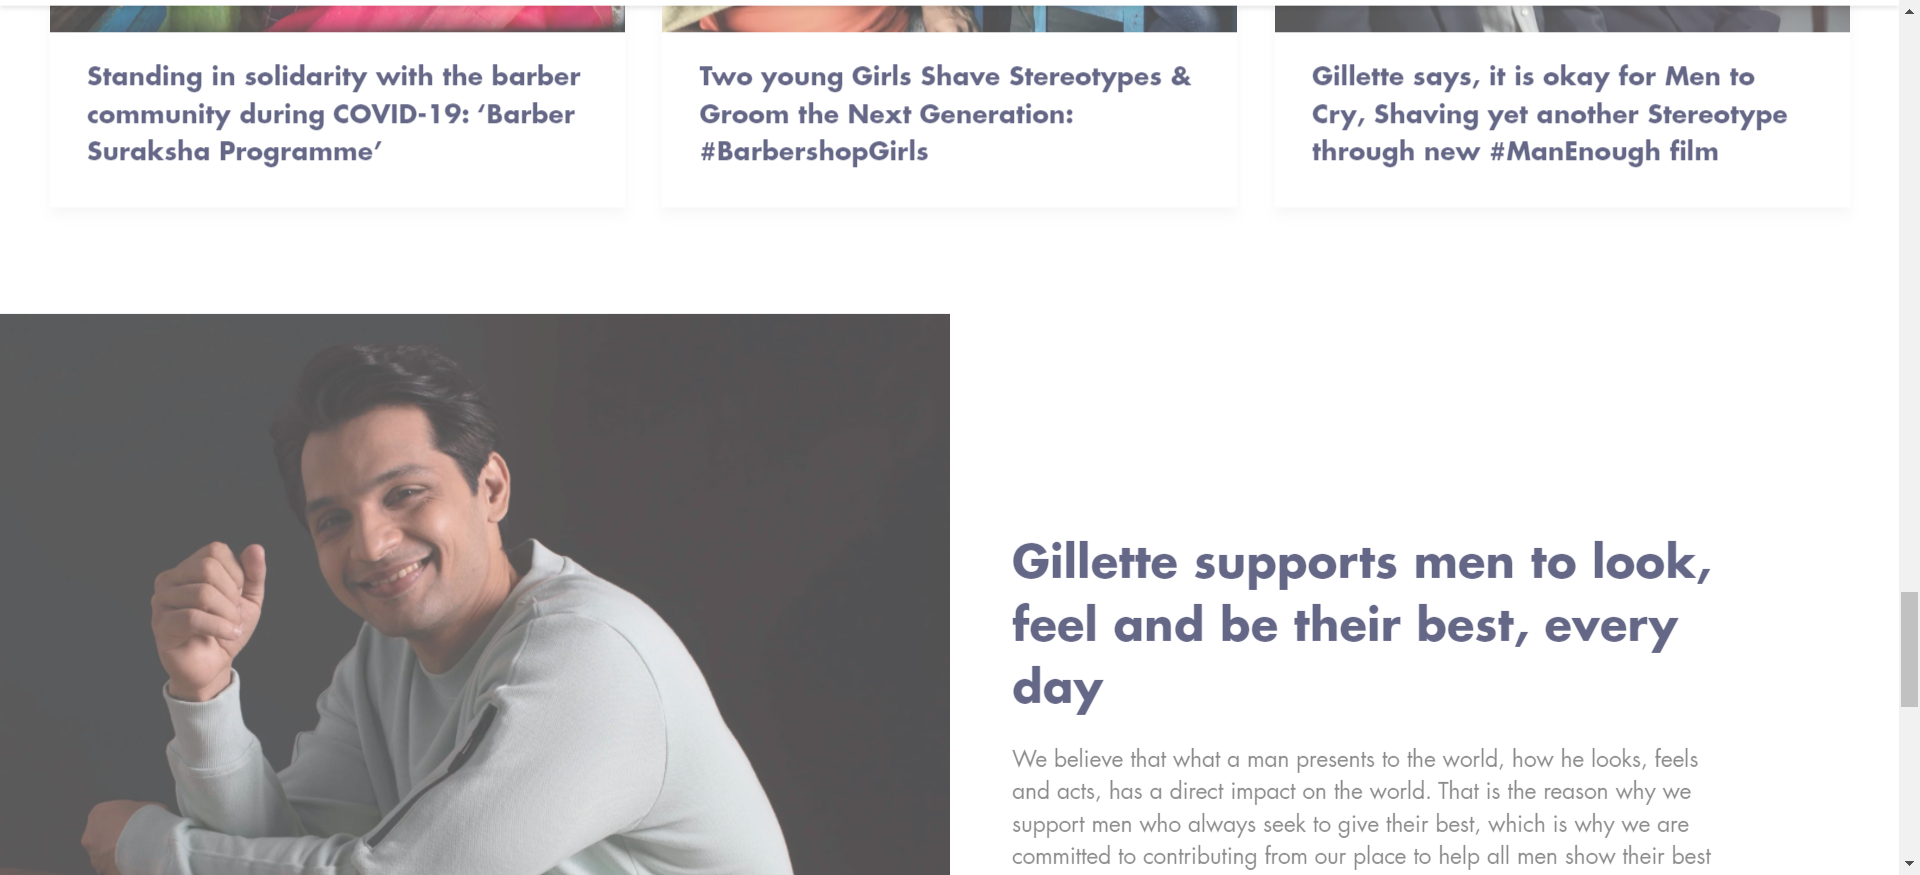 Standing in solidarity with the barber
community during COVID-19: ‘Barber
Suraksha Programme’
Two young Girls Shave Stereotypes &
Groom the Next Generation:
#BarbershopGirls
Gillette says, it is okay for Men to
Cry, Shaving yet another Stereotype
through new #ManEnough film
Gillette supports men to look,
feel and be their best, every
day
We believe that what a man presents to the world, how he looks, feels
and acts, has a direct impact on the world. That is the reason why we
support men who always seek to give their best, which is why we are
committed to contributing from our place to help all men show their best